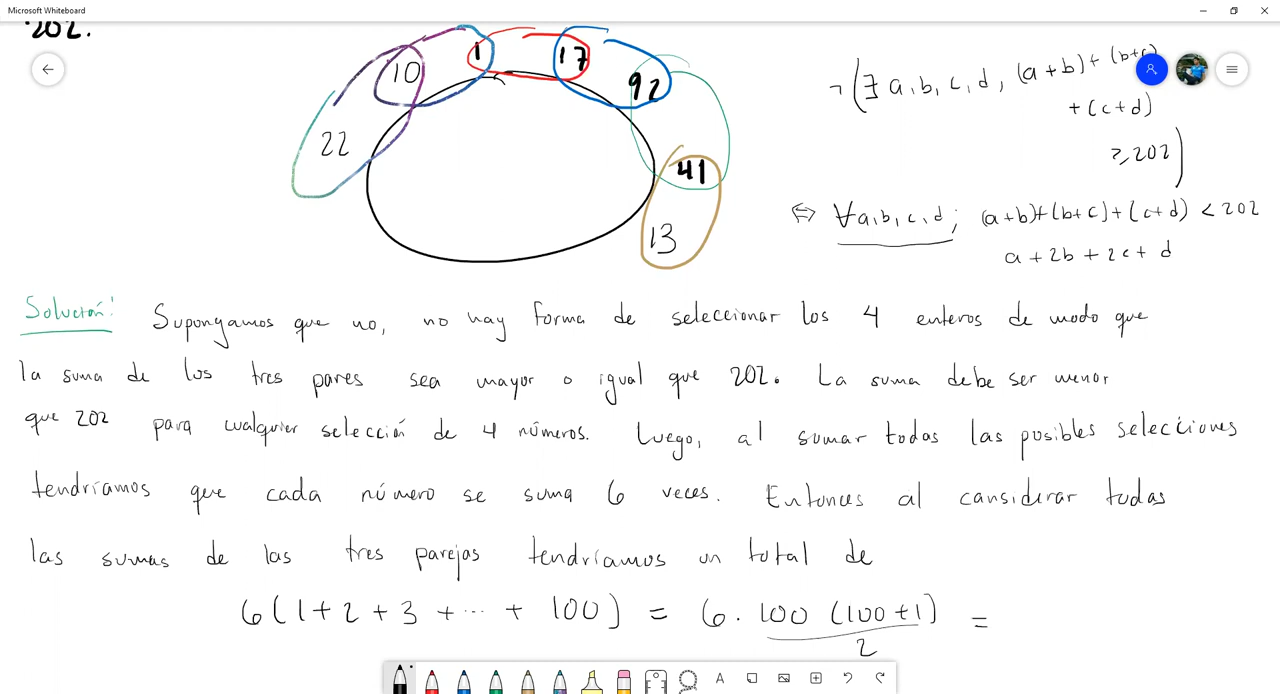 Microsoft Whiteboard
202.
10
1
17
92
22
41
13
¬(∃ a,b,c,d, (a+b)+(b+c)
+(c+d)
≥202)
⇔ ∀a,b,c,d; (a+b)+(b+c)+(c+d) < 202
a + 2b + 2c + d
Solución:
Supongamos que no, no hay forma de seleccionar los 4 enteros de modo que
la suma de los tres pares sea mayor o igual que 202. La suma debe ser menor
que 202 para cualquier selección de 4 números. Luego, al sumar todas las posibles selecciones
tendríamos que cada número se suma 6 veces. Entonces al considerar todas
las sumas de las tres parejas tendríamos un total de
6(1+2+3+···+100) = 6·100(100+1)/2 =
A